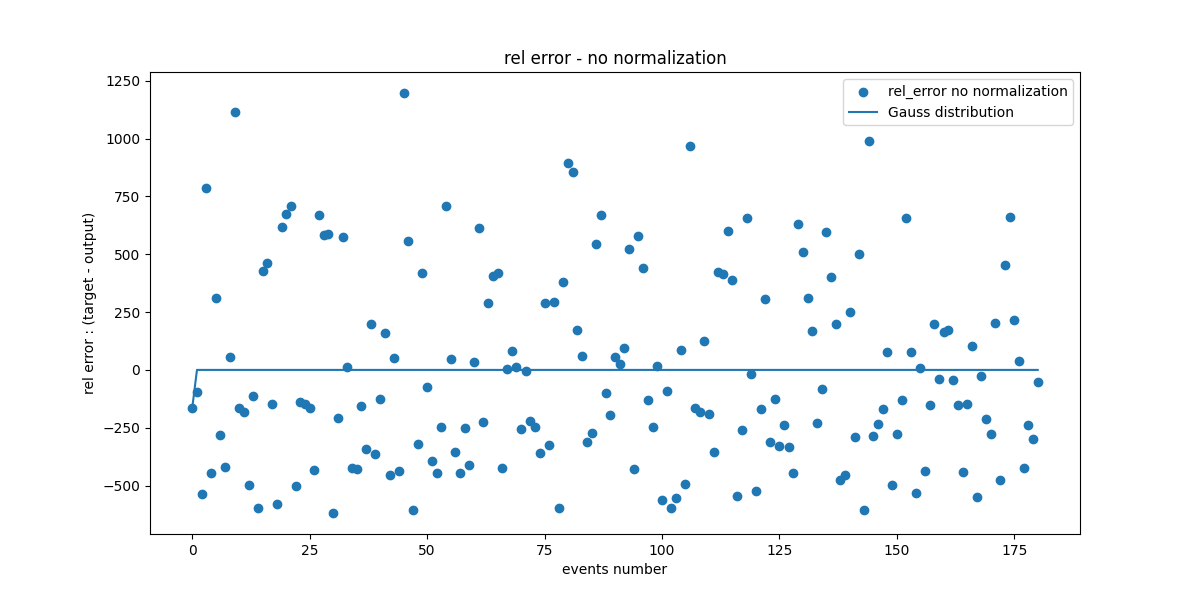 rel error - no normalization
rel_error no normalization
Gauss distribution
rel error : (target - output)
1250
1000
750
500
250
0
−250
−500
0 25 50 75 100 125 150 175
events number